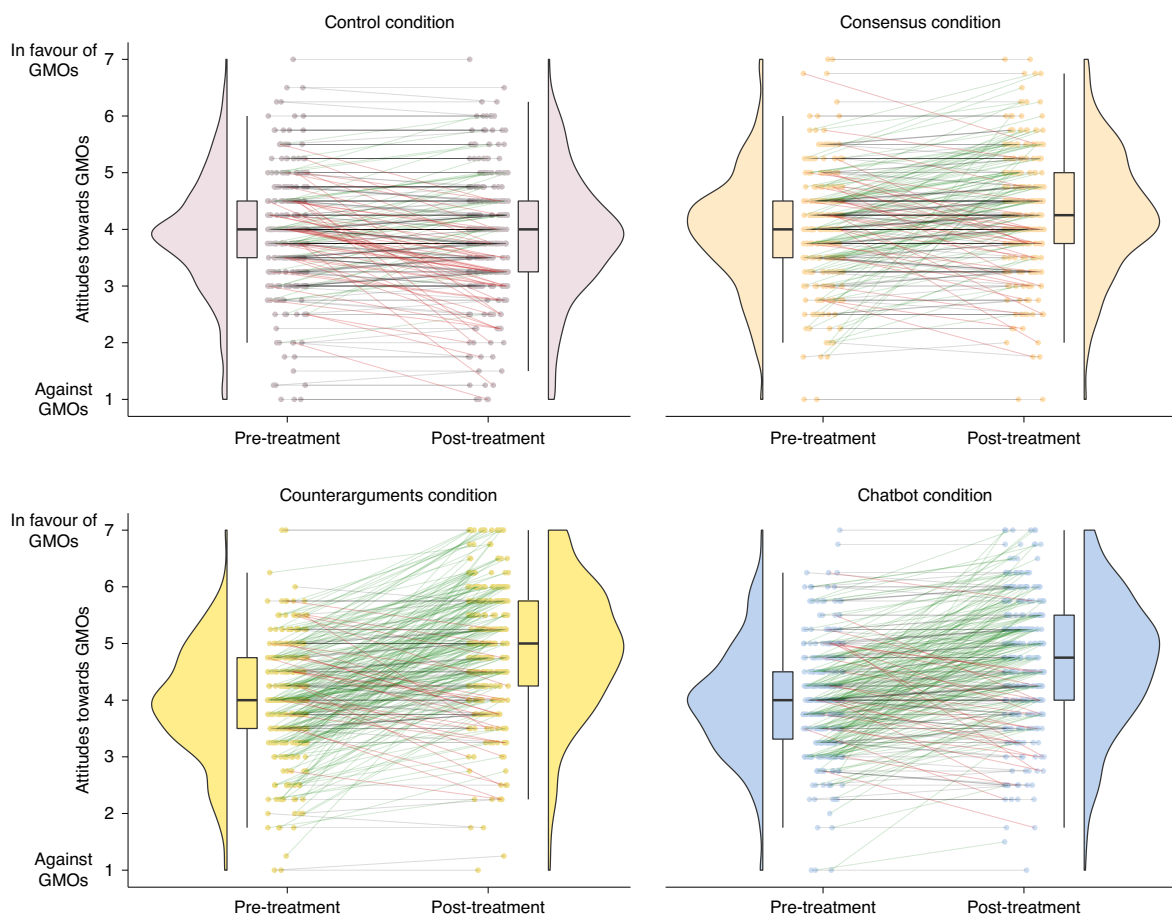 Control condition
Consensus condition
In favour of
GMOs
7
6
5
4
3
2
1
Attitudes towards GMOs
Against
GMOs
Pre-treatment
Post-treatment
Pre-treatment
Post-treatment
Counterarguments condition
Chatbot condition
In favour of
GMOs
7
6
5
4
3
2
1
Attitudes towards GMOs
Against
GMOs
Pre-treatment
Post-treatment
Pre-treatment
Post-treatment